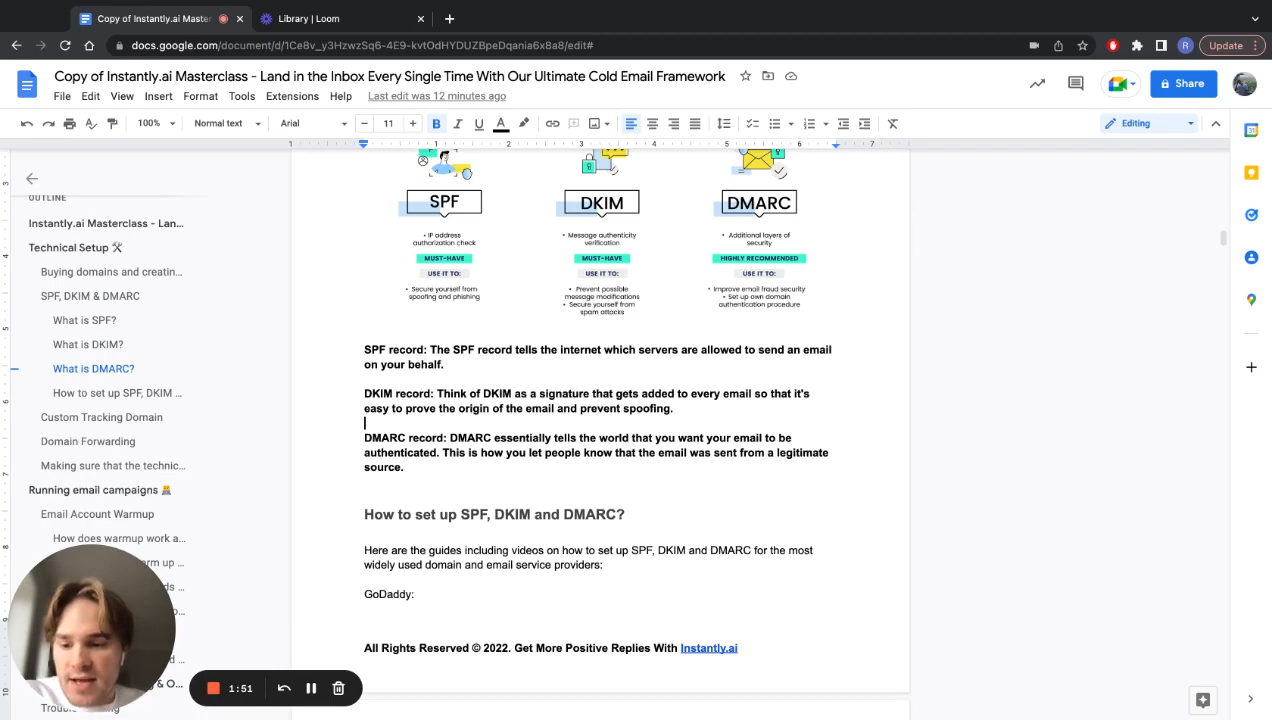 Copy of Instantly.ai Masterc
Library | Loom
docs.google.com/document/d/1Ce8v_y3HzwzSq6-4E9-kvtOdHYDUZBpeDqania6x8a8/edit#
R
Update
Copy of Instantly.ai Masterclass - Land in the Inbox Every Single Time With Our Ultimate Cold Email Framework
File Edit View Insert Format Tools Extensions Help Last edit was 12 minutes ago
Share
100% Normal text Arial 11 B I U A Editing
1 1 2 3 4 5 6 7
OUTLINE
Instantly.ai Masterclass - Lan...
Technical Setup
Buying domains and creatin...
SPF, DKIM & DMARC
What is SPF?
What is DKIM?
What is DMARC?
How to set up SPF, DKIM ...
Custom Tracking Domain
Domain Forwarding
Making sure that the technic...
Running email campaigns
Email Account Warmup
How does warmup work a...
rm up ...
ds ...
d ...
& O...
Troub
SPF
• IP address
authorization check
MUST-HAVE
USE IT TO:
• Secure yourself from
spoofing and phishing
DKIM
• Message authenticity
verification
MUST-HAVE
USE IT TO:
• Prevent possible
message modifications
• Secure yourself from
spam attacks
DMARC
• Additional layers of
security
HIGHLY RECOMMENDED
USE IT TO:
• Improve email fraud security
• Set up own domain
authentication procedure
SPF record: The SPF record tells the internet which servers are allowed to send an email
on your behalf.
DKIM record: Think of DKIM as a signature that gets added to every email so that it's
easy to prove the origin of the email and prevent spoofing.
DMARC record: DMARC essentially tells the world that you want your email to be
authenticated. This is how you let people know that the email was sent from a legitimate
source.
How to set up SPF, DKIM and DMARC?
Here are the guides including videos on how to set up SPF, DKIM and DMARC for the most
widely used domain and email service providers:
GoDaddy:
All Rights Reserved © 2022. Get More Positive Replies With Instantly.ai
1:51